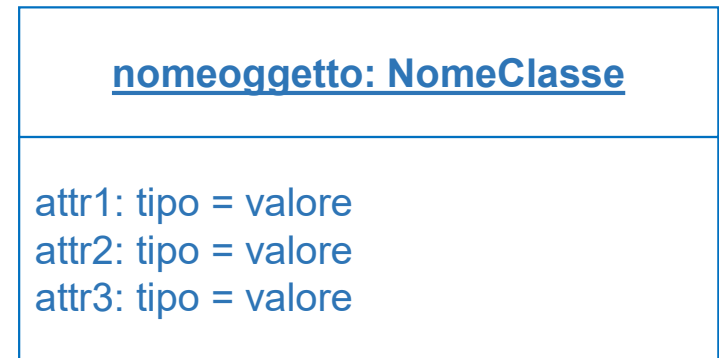 nomeoggetto: NomeClasse
attr1: tipo = valore
attr2: tipo = valore
attr3: tipo = valore